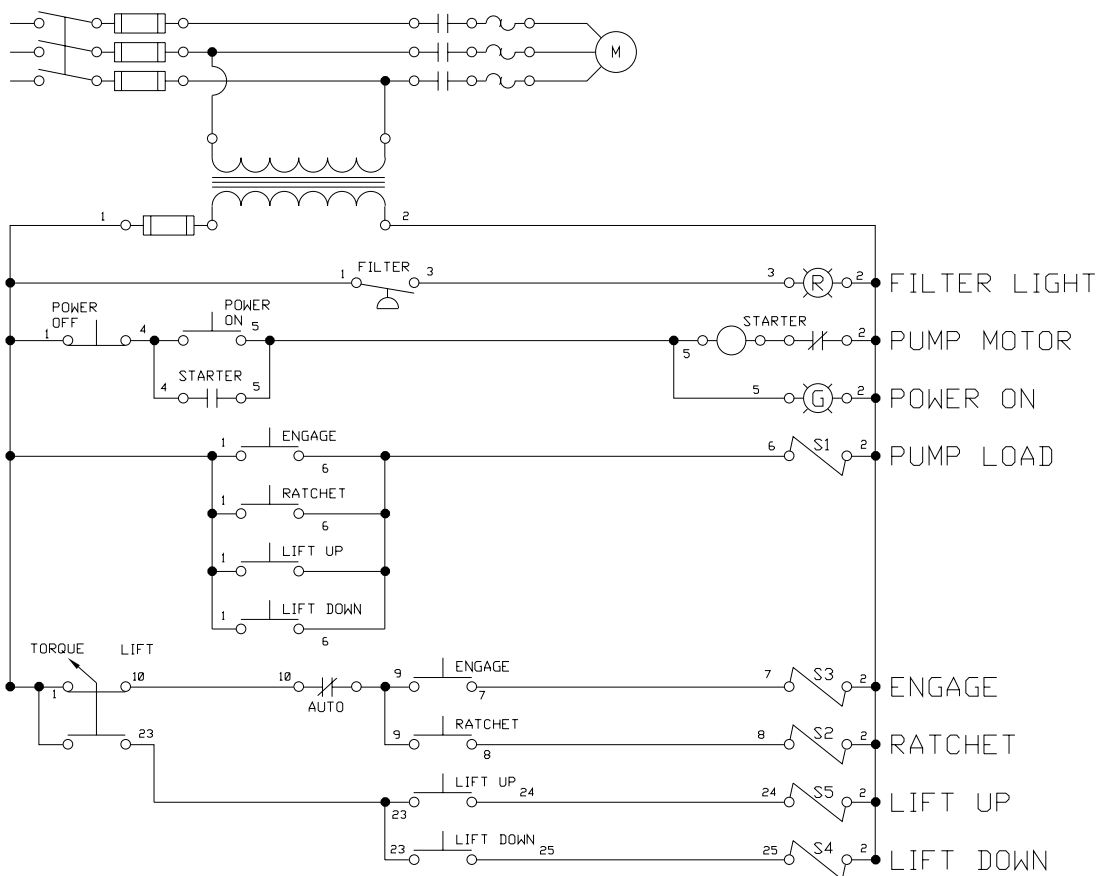 M
1 2
1 FILTER 3 3 R 2 FILTER LIGHT
POWER OFF POWER ON STARTER
1 4 5 5 2 PUMP MOTOR
STARTER
4 5 5 G 2 POWER ON
1 ENGAGE 6 6 S1 2 PUMP LOAD
1 RATCHET 6
1 LIFT UP
1 LIFT DOWN 6
TORQUE LIFT
1 10 10 AUTO 9 ENGAGE 7 7 S3 2 ENGAGE
23 9 RATCHET 8 8 S2 2 RATCHET
23 LIFT UP 24 24 S5 2 LIFT UP
23 LIFT DOWN 25 25 S4 2 LIFT DOWN